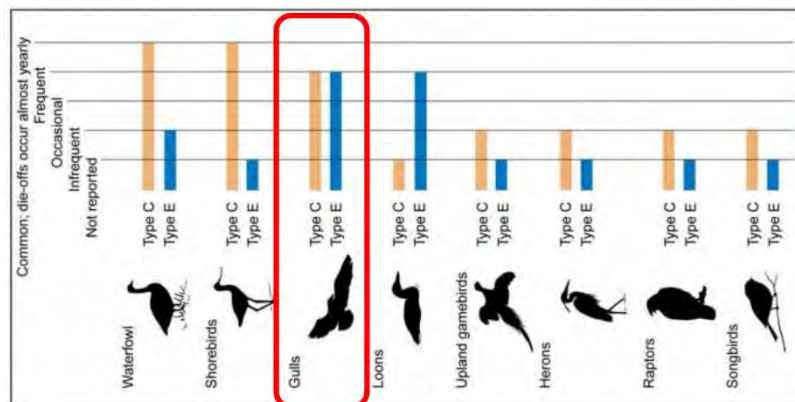 Common; die-offs occur almost yearly
Frequent
Occasional
Infrequent
Not reported
Type C
Type E
Type C
Type E
Type C
Type E
Type C
Type E
Type C
Type E
Type C
Type E
Type C
Type E
Type C
Type E
Waterfowl
Shorebirds
Gulls
Loons
Upland gamebirds
Herons
Raptors
Songbirds